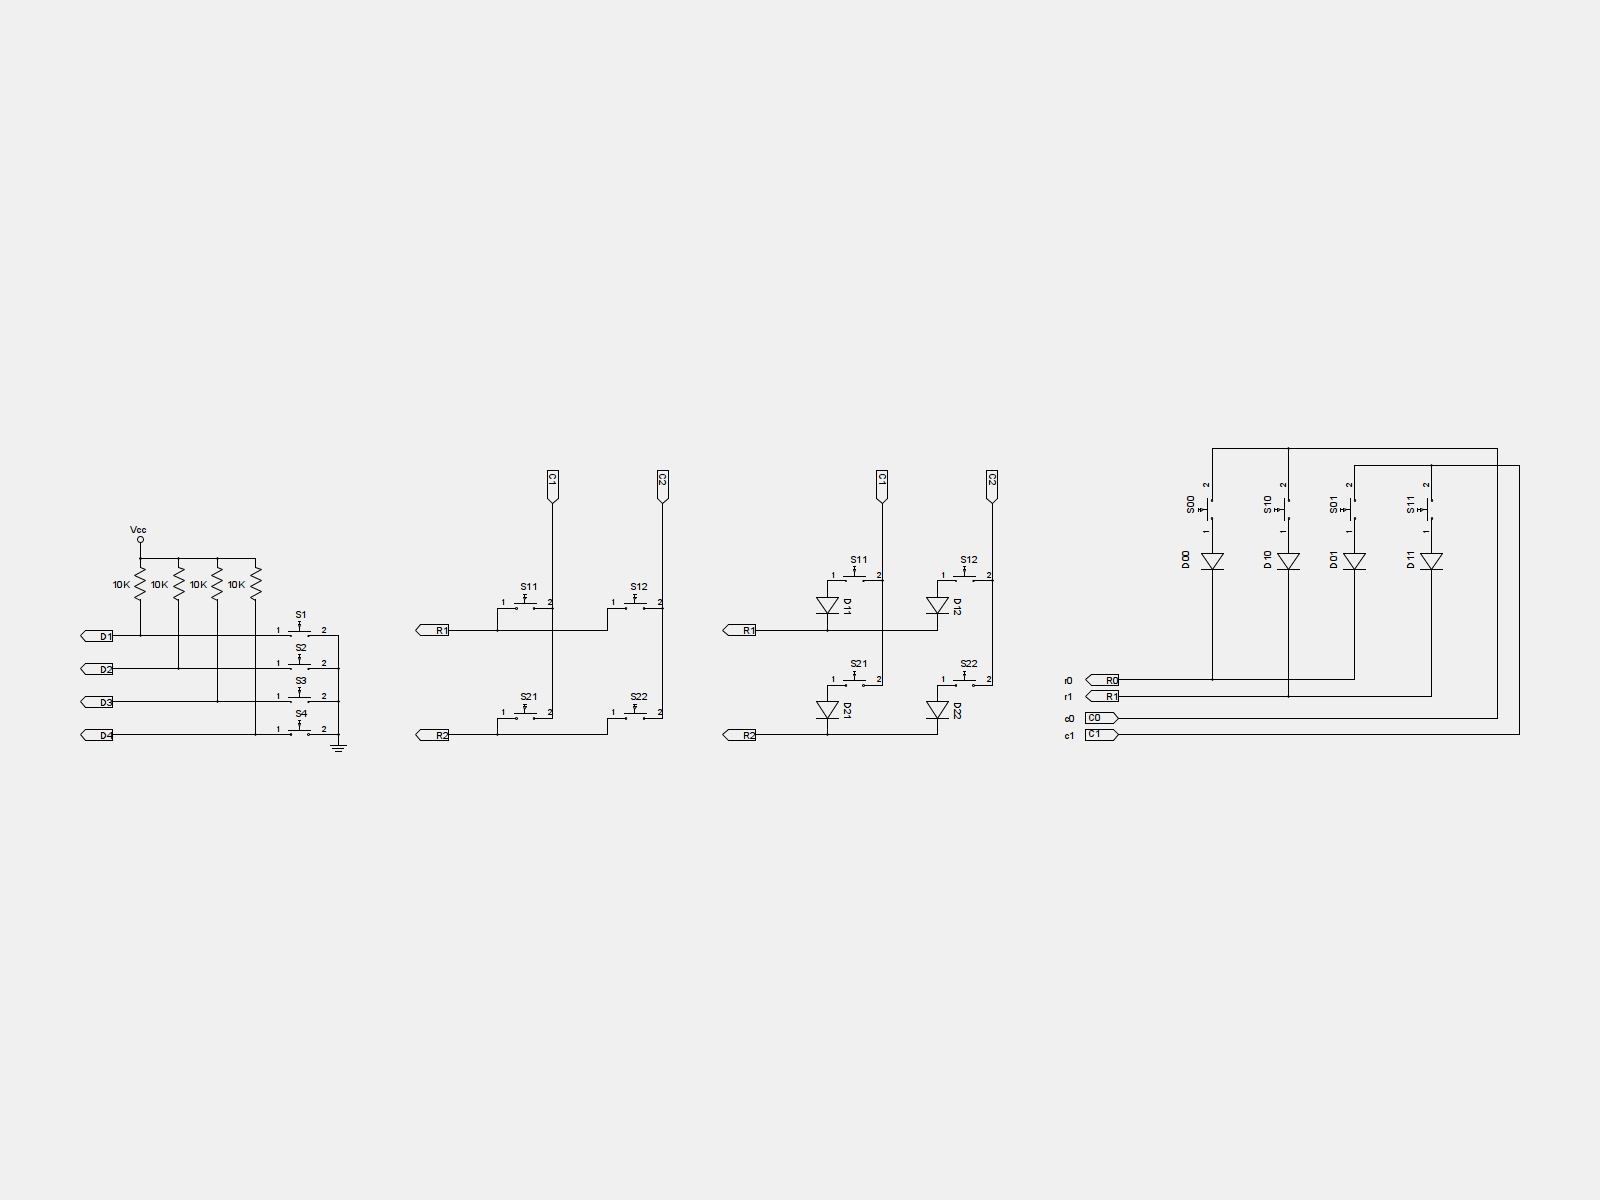 Vcc
10K 10K 10K 10K
S1
D1 1 2
S2
D2 1 2
S3
D3 1 2
S4
D4 1 2
C1 C2
S11 S12
1 2 1 2
R1
S21 S22
1 2 1 2
R2
C1 C2
S11 S12
1 2 1 2
D11 D12
R1
S21 S22
1 2 1 2
D21 D22
R2
2 2 2 2
S00 S10 S01 S11
1 1 1 1
D00 D10 D01 D11
r0 R0
r1 R1
c0 C0
c1 C1